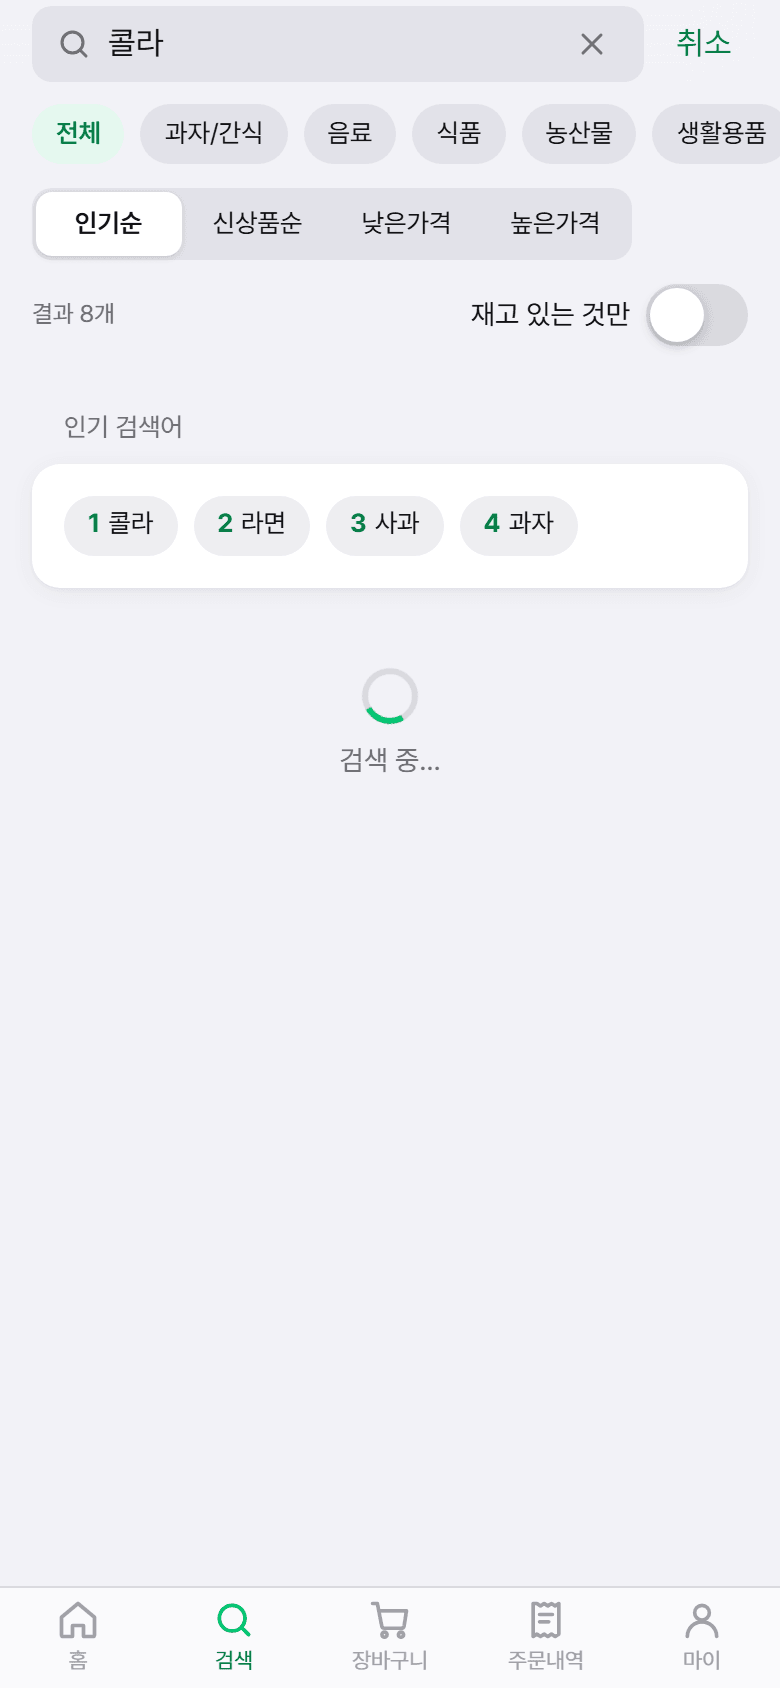 콜라 취소
전체 과자/간식 음료 식품 농산물 생활용품
인기순 신상품순 낮은가격 높은가격
결과 8개 재고 있는 것만
인기 검색어
1 콜라 2 라면 3 사과 4 과자
검색 중...
홈 검색 장바구니 주문내역 마이